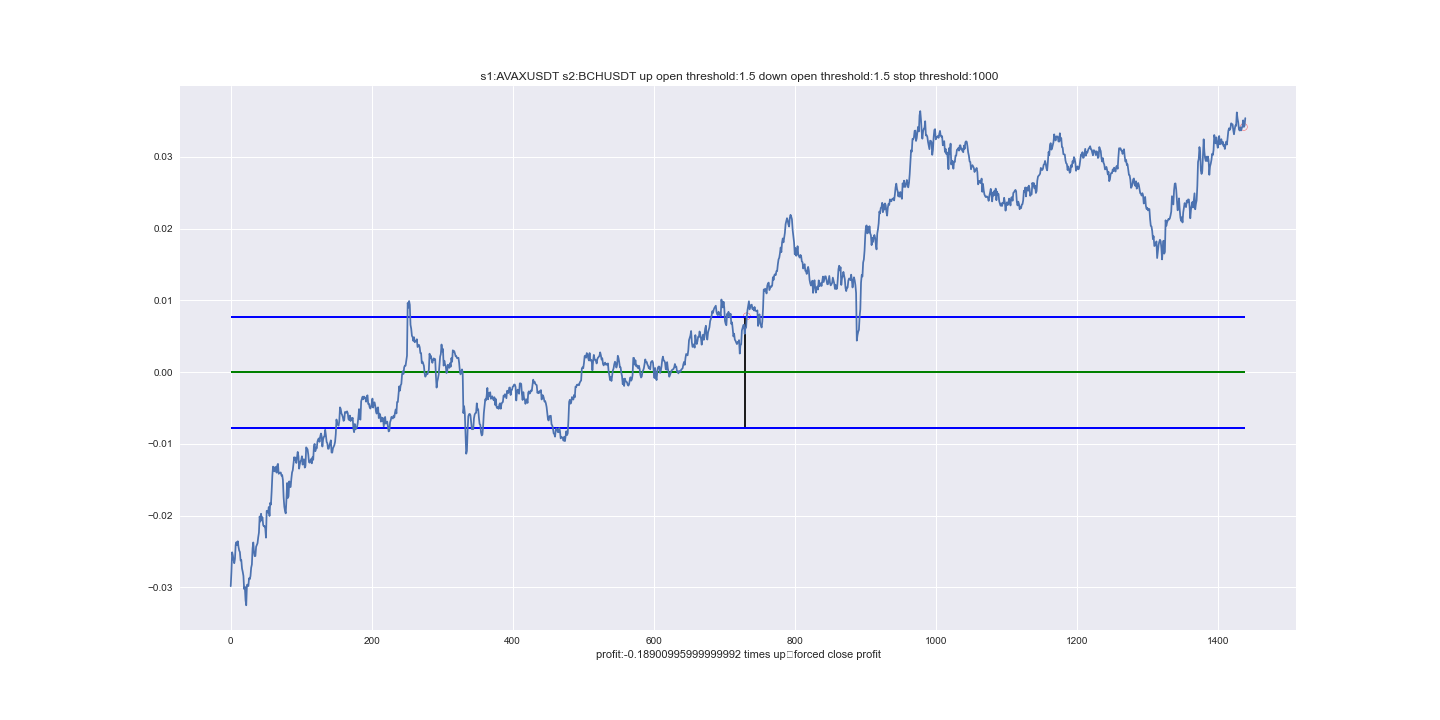 s1:AVAXUSDT s2:BCHUSDT up open threshold:1.5 down open threshold:1.5 stop threshold:1000
0.03
0.02
0.01
0.00
−0.01
−0.02
−0.03
0 200 400 600 800 1000 1200 1400
profit:-0.18900995999999992 times up□forced close profit